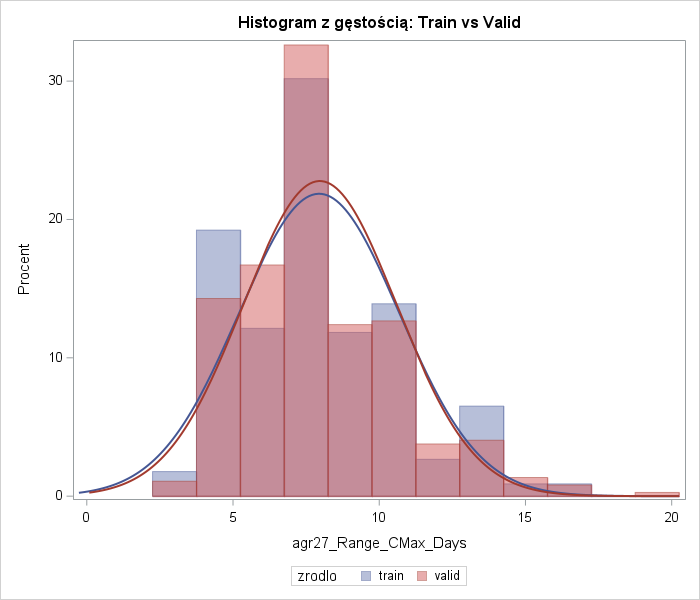 Histogram z gęstością: Train vs Valid
Procent
30
20
10
0
0 5 10 15 20
agr27_Range_CMax_Days
zrodlo train valid